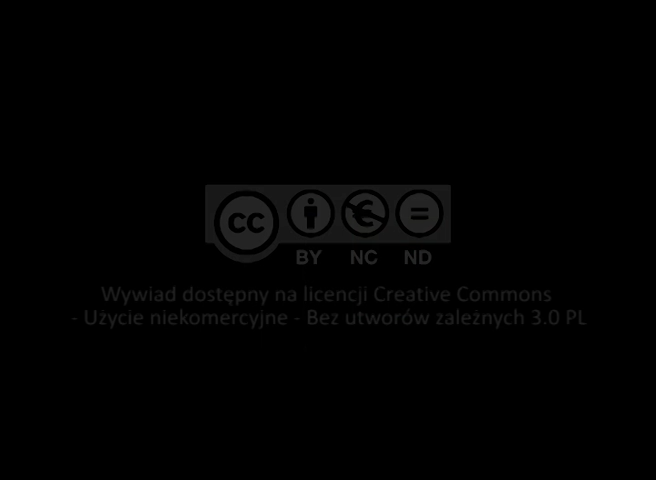 cc
BY NC ND
Wywiad dostępny na licencji Creative Commons
- Użycie niekomercyjne - Bez utworów zależnych 3.0 PL